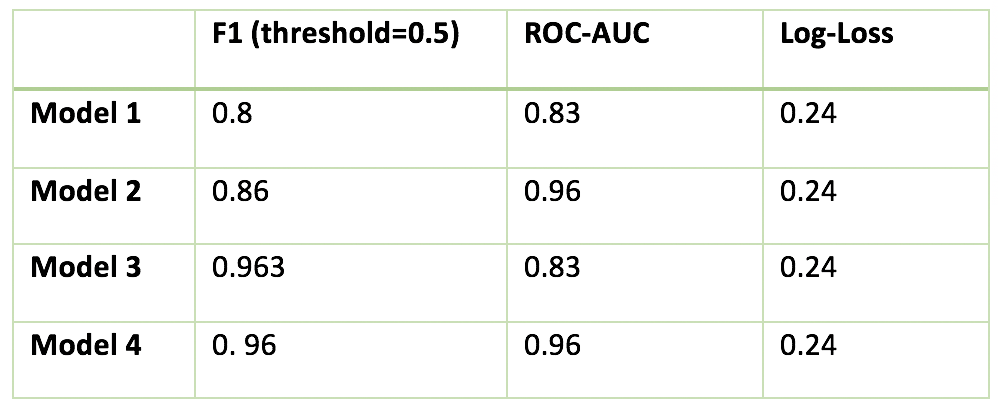 F1 (threshold=0.5) ROC-AUC Log-Loss
Model 1 0.8 0.83 0.24
Model 2 0.86 0.96 0.24
Model 3 0.963 0.83 0.24
Model 4 0. 96 0.96 0.24